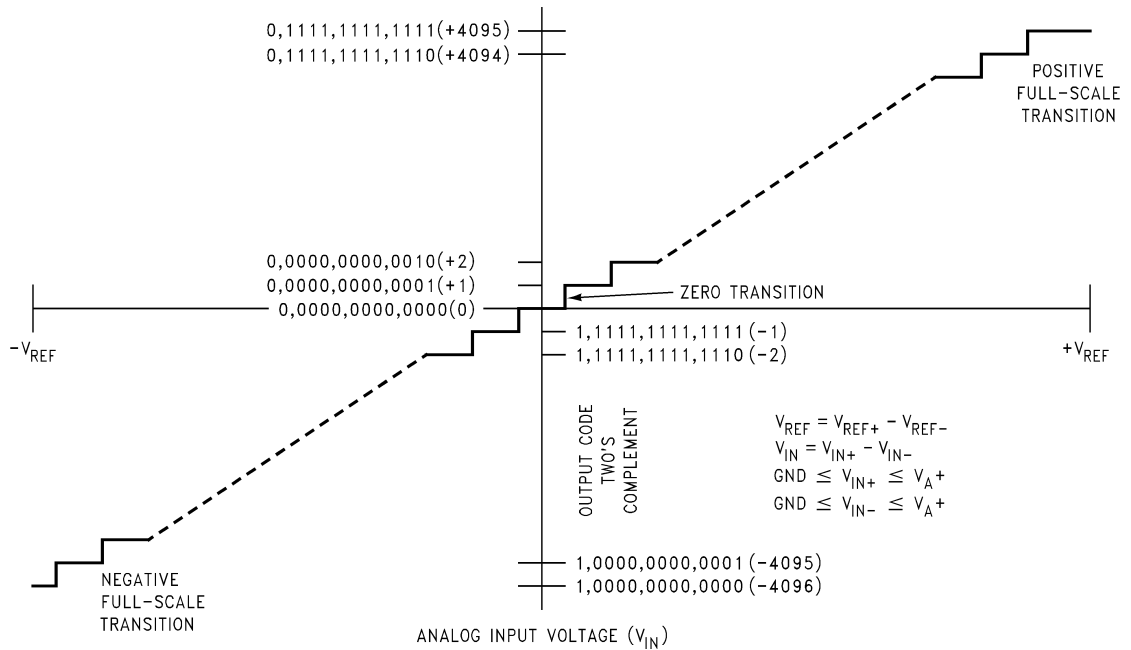 0,1111,1111,1111(+4095)
0,1111,1111,1110(+4094)
POSITIVE
FULL-SCALE
TRANSITION
0,0000,0000,0010(+2)
0,0000,0000,0001(+1)
ZERO TRANSITION
0,0000,0000,0000(0)
1,1111,1111,1111(-1)
1,1111,1111,1110(-2)
-VREF
+VREF
OUTPUT CODE
TWO'S
COMPLEMENT
VREF = VREF+ - VREF-
VIN = VIN+ - VIN-
GND ≤ VIN+ ≤ VA+
GND ≤ VIN- ≤ VA+
1,0000,0000,0001(-4095)
1,0000,0000,0000(-4096)
NEGATIVE
FULL-SCALE
TRANSITION
ANALOG INPUT VOLTAGE (VIN)